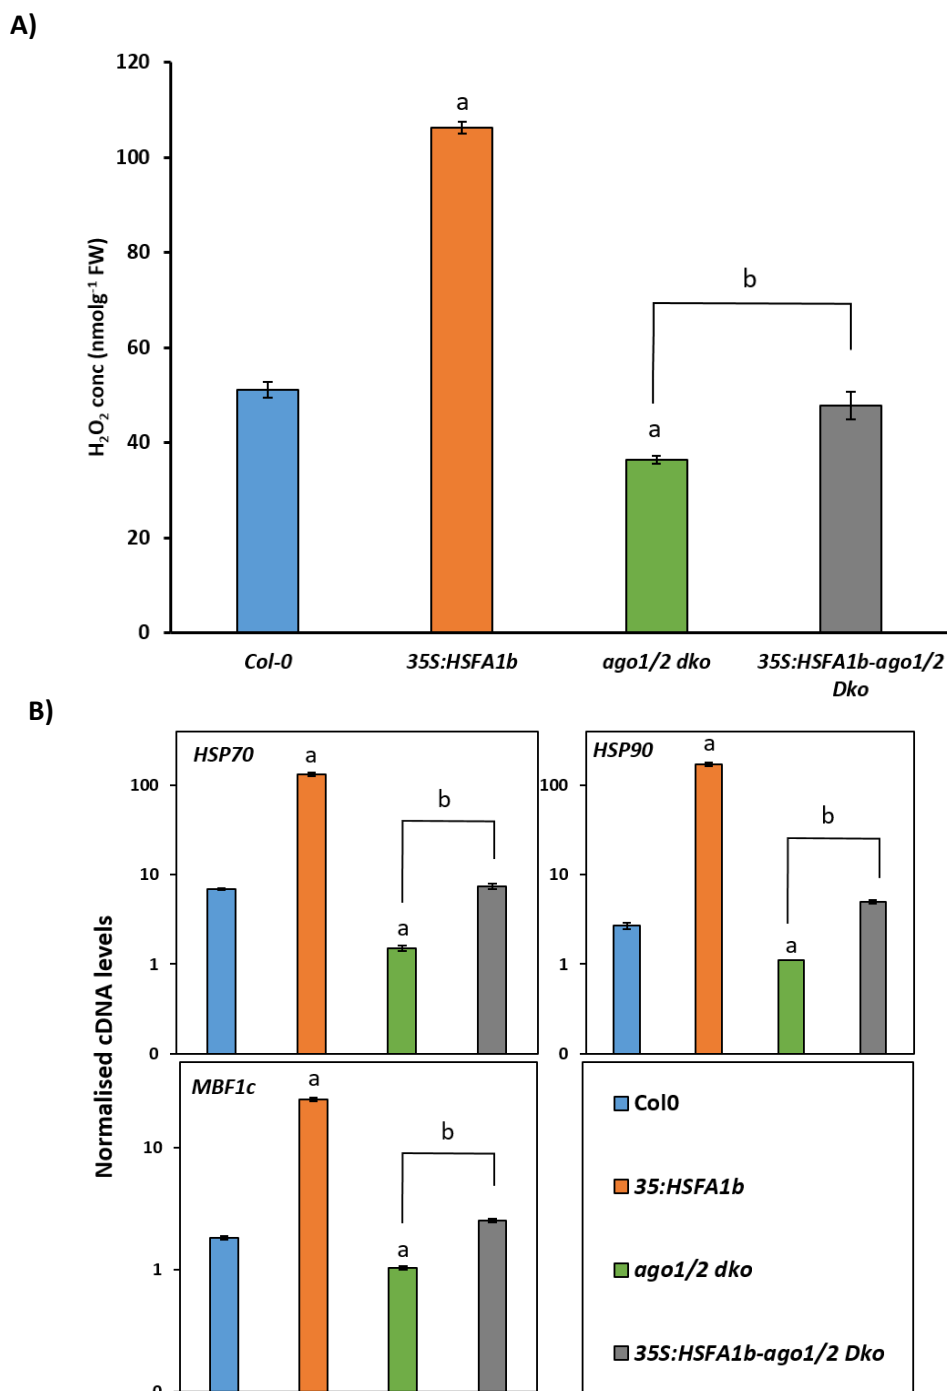 A)
120
100
80
60
40
20
0
H₂O₂ conc (nmolg⁻¹ FW)
a
b
a
Col-0
35S:HSFA1b
ago1/2 dko
35S:HSFA1b-ago1/2
Dko
B)
Normalised cDNA levels
HSP70
100
10
1
0
a
b
a
HSP90
100
10
1
0
a
b
a
MBF1c
10
1
0
a
b
a
Col0
35:HSFA1b
ago1/2 dko
35S:HSFA1b-ago1/2 Dko